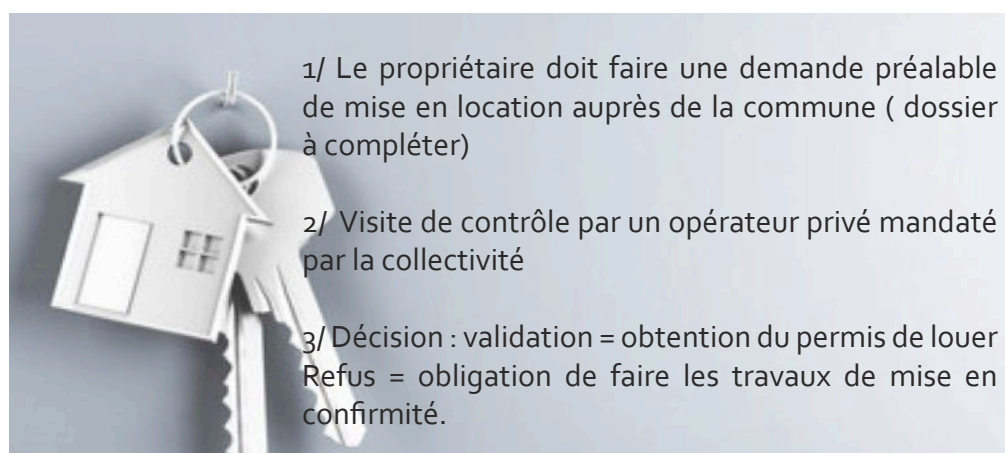 1/ Le propriétaire doit faire une demande préalable
de mise en location auprès de la commune ( dossier
à compléter)
2/ Visite de contrôle par un opérateur privé mandaté
par la collectivité
3/ Décision : validation = obtention du permis de louer
Refus = obligation de faire les travaux de mise en
confirmité.